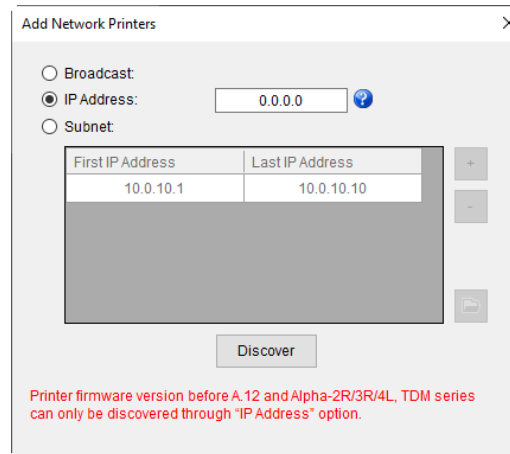 Add Network Printers
Broadcast:
IP Address:
0.0.0.0
?
Subnet:
First IP Address Last IP Address
10.0.10.1 10.0.10.10
+
-
Discover
Printer firmware version before A.12 and Alpha-2R/3R/4L, TDM series
can only be discovered through “IP Address” option.